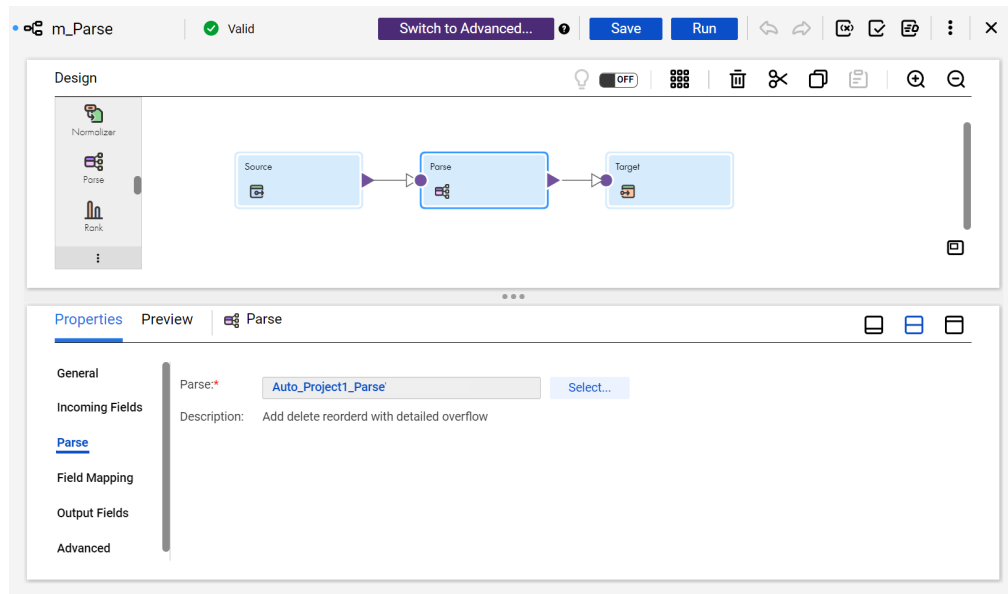 m_Parse
Valid
Switch to Advanced...
?
Save
Run
Design
OFF
Normalizer
Parse
Rank
Source
Parse
Target
Properties
Preview
Parse
General
Incoming Fields
Parse
Field Mapping
Output Fields
Advanced
Parse:*
Auto_Project1_Parse'
Select...
Description:
Add delete reorderd with detailed overflow